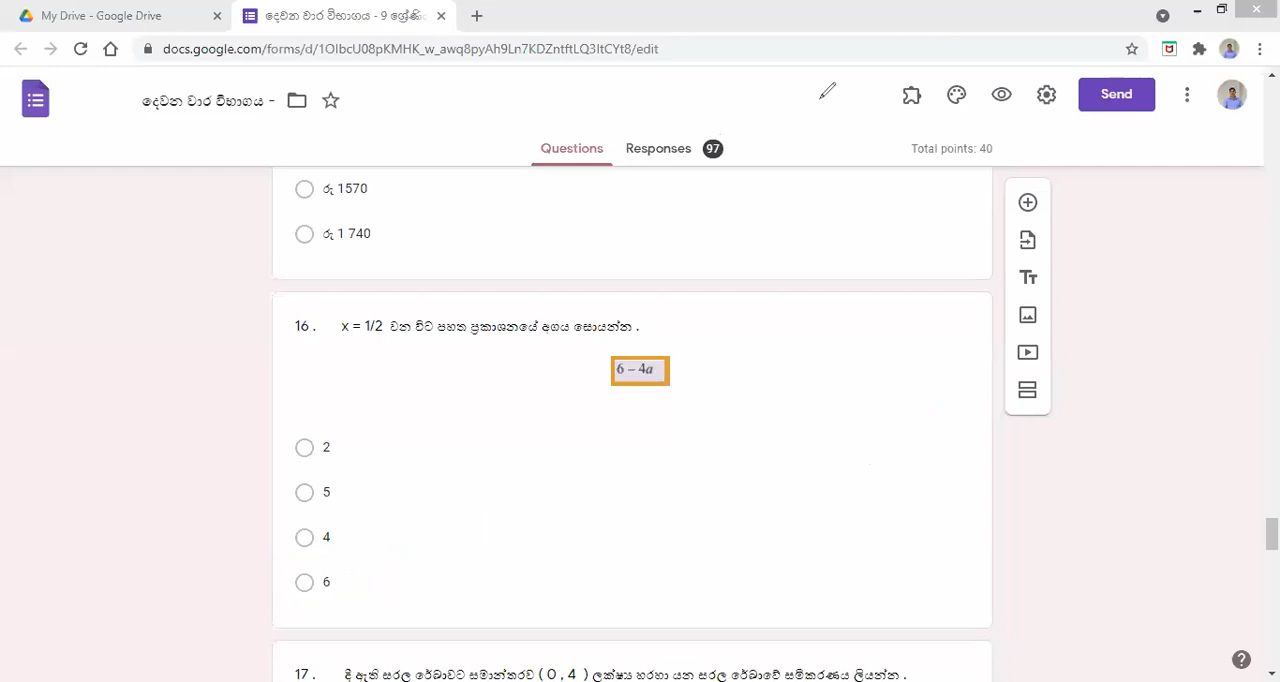 My Drive - Google Drive
දෙවන වාර විභාගය - 9 ශ්‍රේණි
docs.google.com/forms/d/1OlbcU08pKMHK_w_awq8pyAh9Ln7KDZntftLQ3ltCYt8/edit
දෙවන වාර විභාගය -
Send
Questions
Responses 97
Total points: 40
රු 1570
රු 1 740
16 . x = 1/2 වන විට පහත ප්‍රකාශනයේ අගය සොයන්න .
6 – 4a
2
5
4
6
17 . දී ඇති සරල රේඛාවට සමාන්තරව ( 0 , 4 ) ලක්ෂ්‍ය හරහා යන සරල රේඛාවේ සමීකරණය ලියන්න .